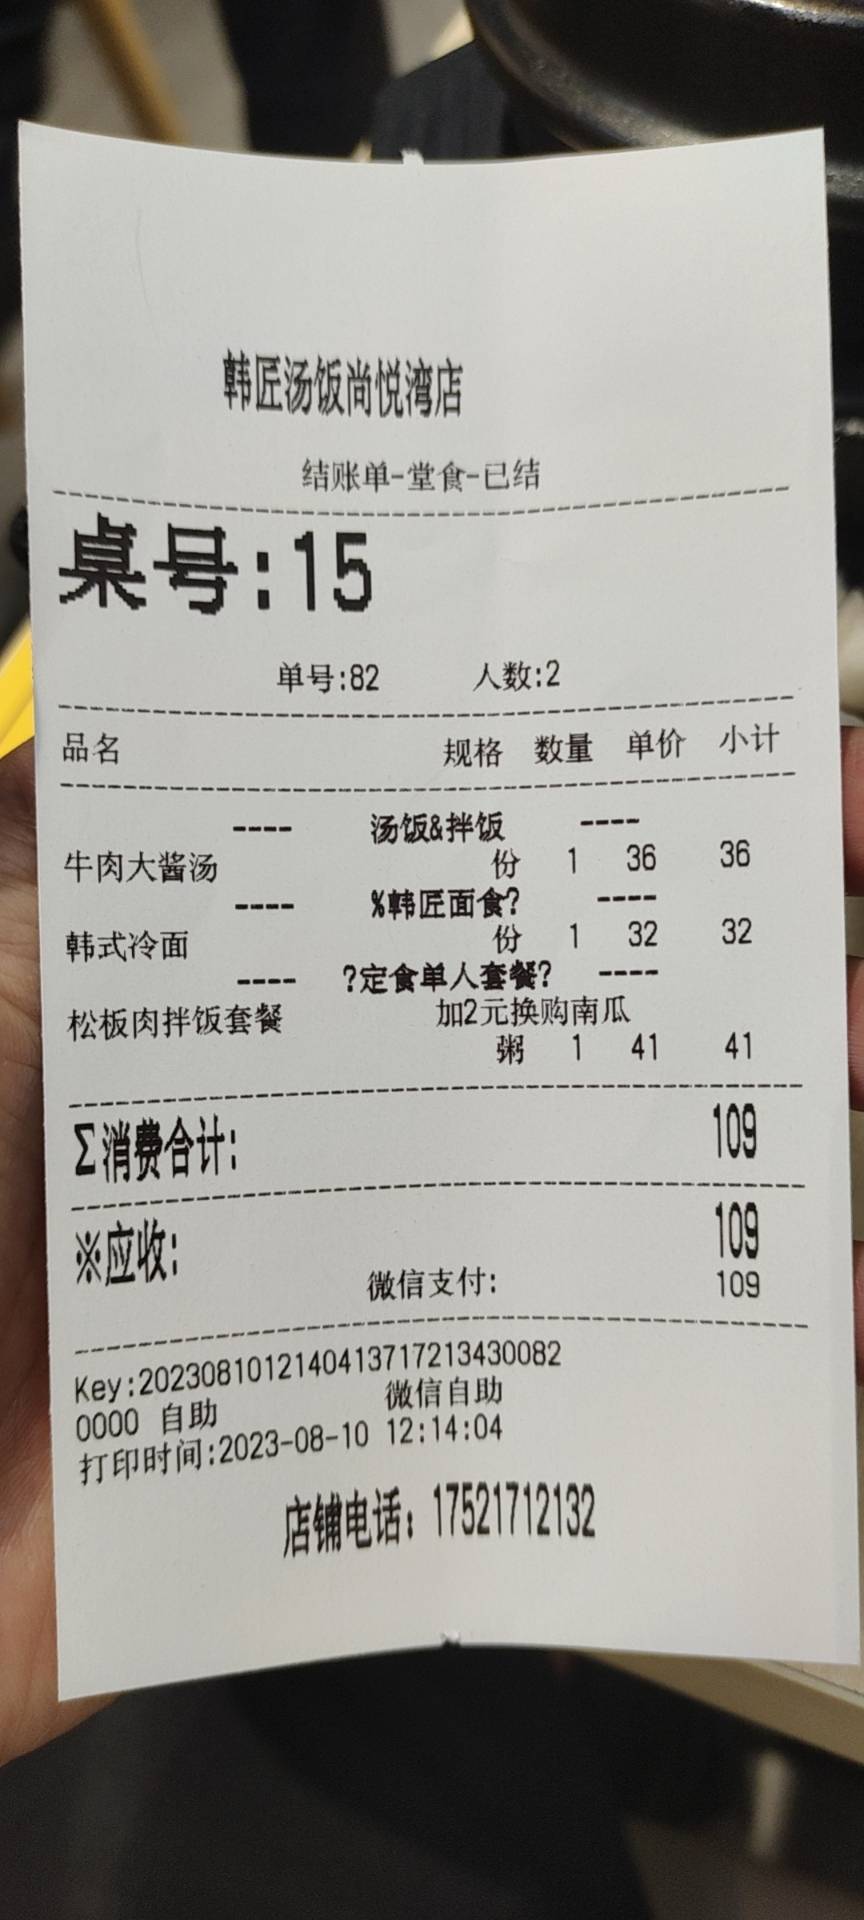 韩匠汤饭尚悦湾店
结账单-堂食-已结
桌号:15
单号:82 人数:2
品名 规格 数量 单价 小计
---- 汤饭&拌饭 ----
牛肉大酱汤 份 1 36 36
---- %韩匠面食? ----
韩式冷面 份 1 32 32
---- ?定食单人套餐? ----
松板肉拌饭套餐 加2元换购南瓜
粥 1 41 41
Σ消费合计: 109
※应收: 109
微信支付: 109
Key:2023081012140413717213430082
0000 自助 微信自助
打印时间:2023-08-10 12:14:04
店铺电话：17521712132